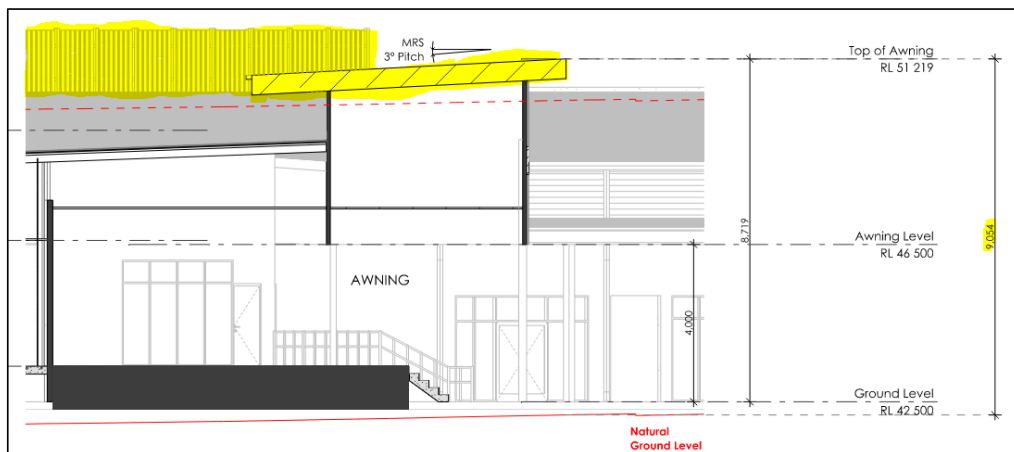 MRS
3° Pitch
Top of Awning
RL 51 219
8,719
9,054
Awning Level
RL 46 500
AWNING
4,000
Ground Level
RL 42 500
Natural
Ground Level